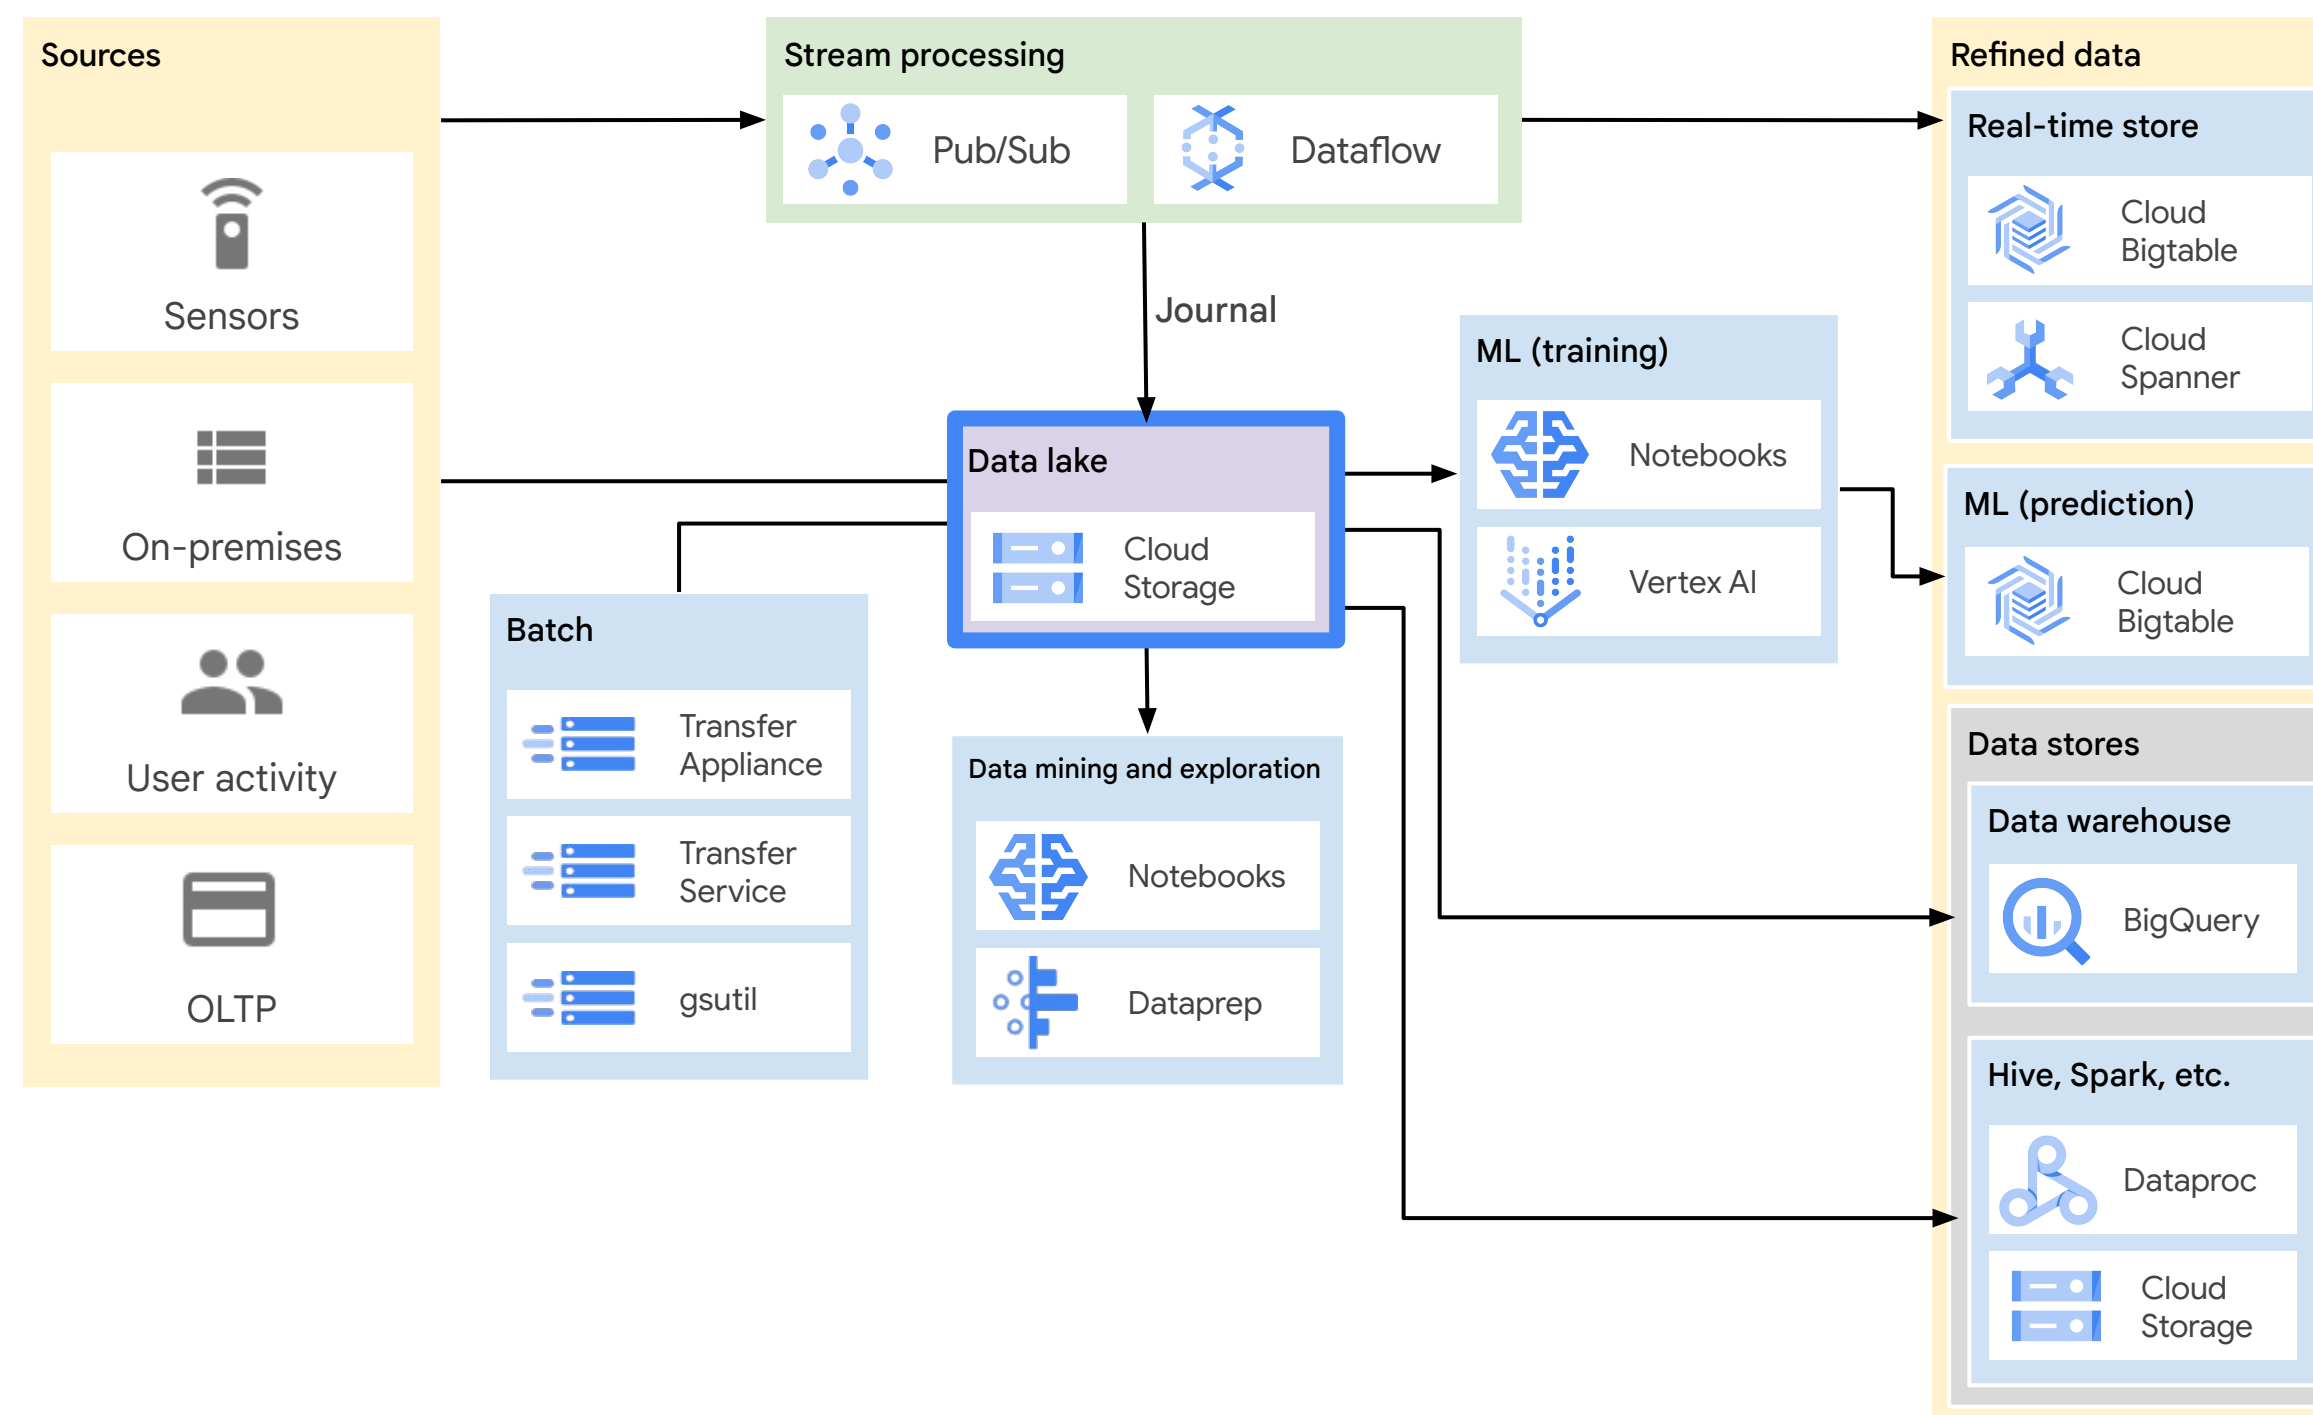 Sources
Sensors
On-premises
User activity
OLTP
Stream processing
Pub/Sub
Dataflow
Journal
Data lake
Cloud
Storage
Batch
Transfer
Appliance
Transfer
Service
gsutil
Data mining and exploration
Notebooks
Dataprep
ML (training)
Notebooks
Vertex AI
Refined data
Real-time store
Cloud
Bigtable
Cloud
Spanner
ML (prediction)
Cloud
Bigtable
Data stores
Data warehouse
BigQuery
Hive, Spark, etc.
Dataproc
Cloud
Storage